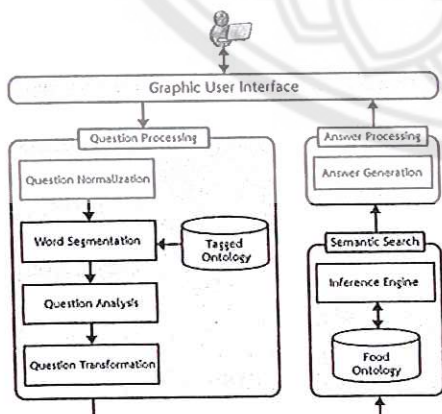 Graphic User Interface
Question Processing
Question Normalization
Word Segmentation
Tagged
Ontology
Question Analysis
Question Transformation
Answer Processing
Answer Generation
Semantic Search
Inference Engine
Food
Ontology